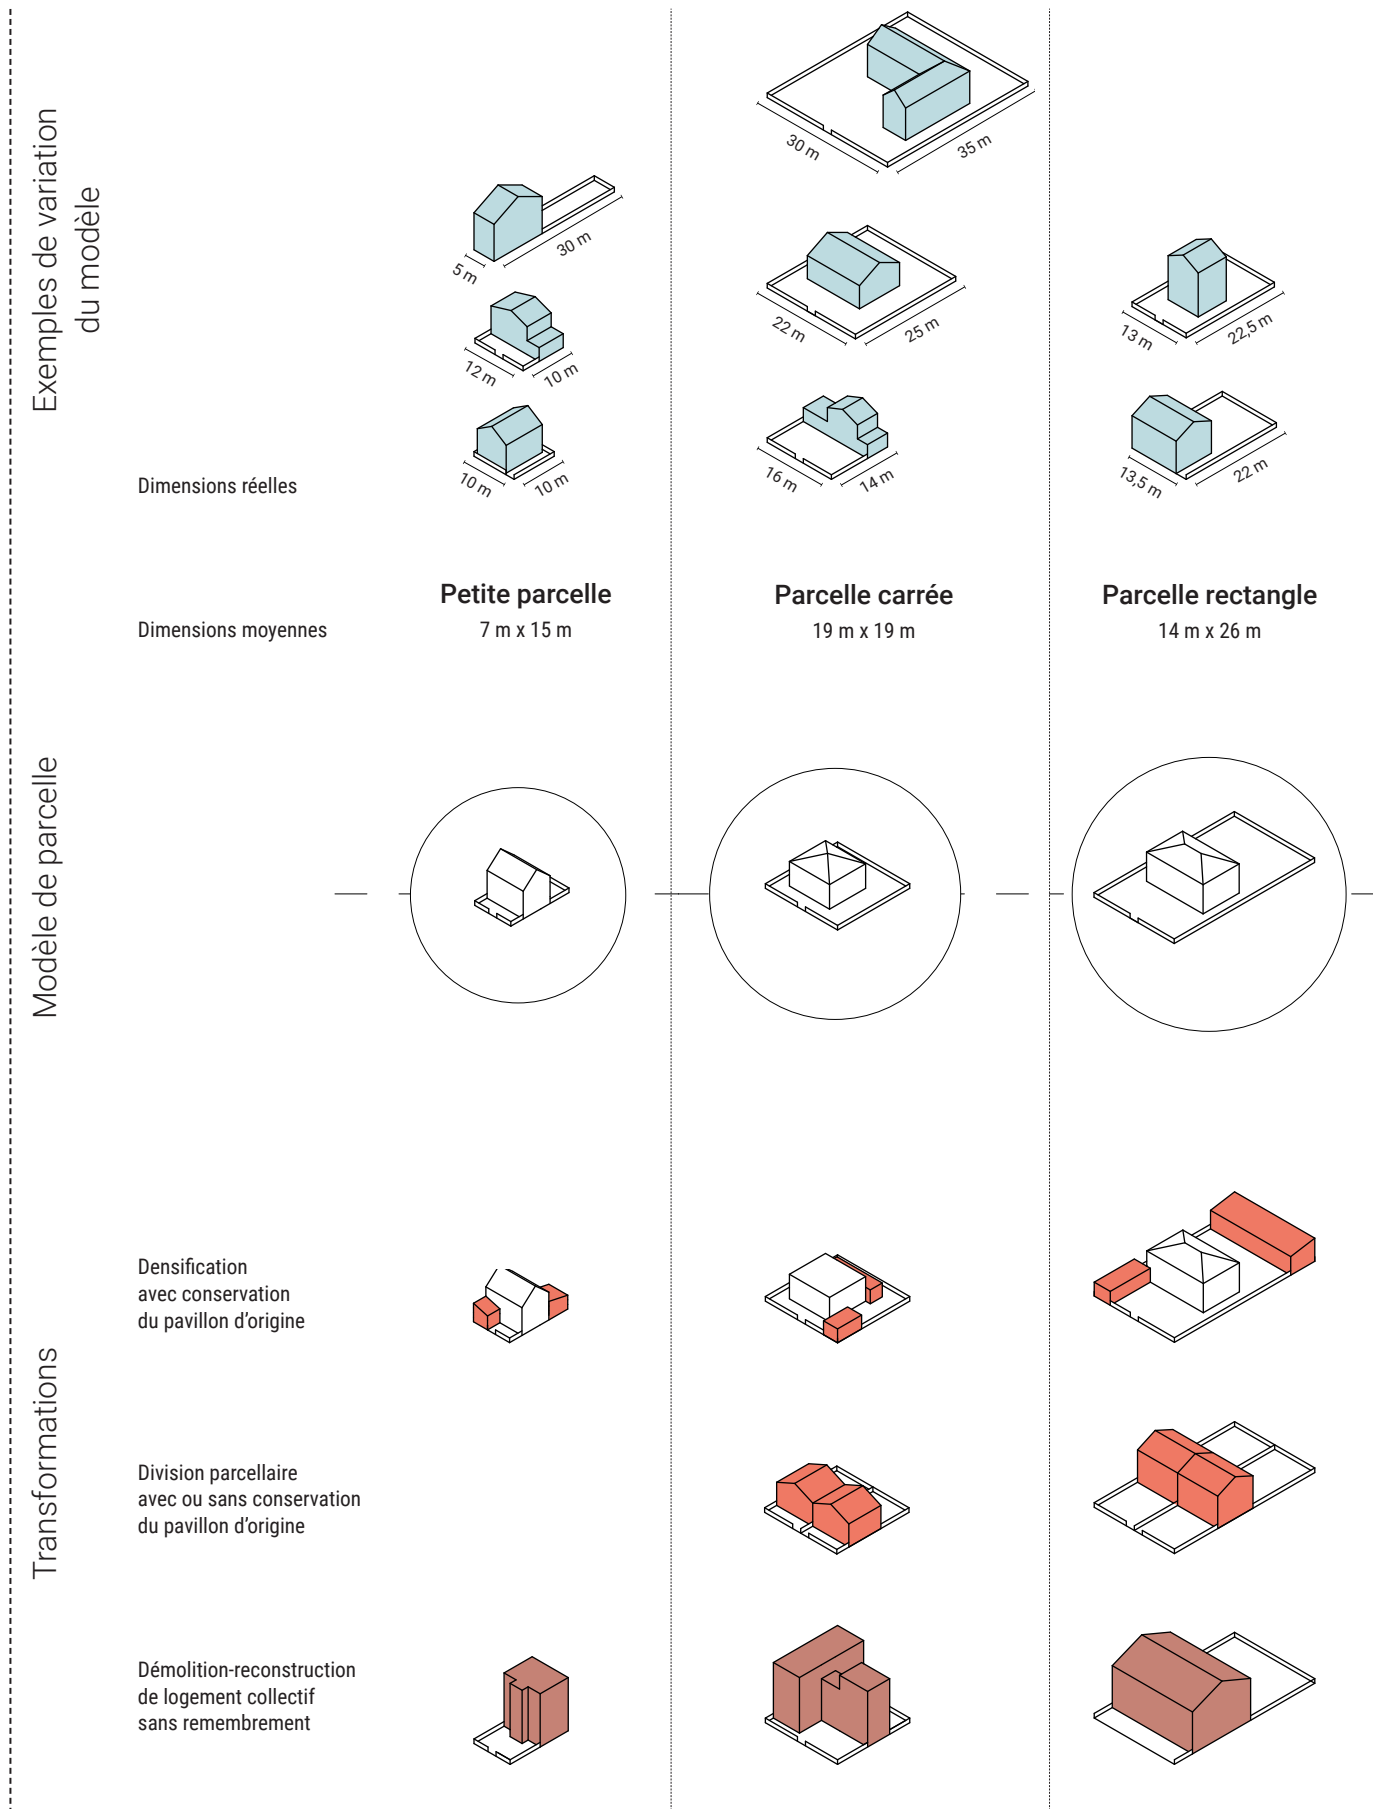 Exemples de variation
du modèle
30 m
35 m
5 m
30 m
22 m
25 m
13 m
22,5 m
12 m
10 m
10 m
10 m
16 m
14 m
13,5 m
22 m
Dimensions réelles
Petite parcelle
Parcelle carrée
Parcelle rectangle
Dimensions moyennes
7 m x 15 m
19 m x 19 m
14 m x 26 m
Modèle de parcelle
Transformations
Densification
avec conservation
du pavillon d’origine
Division parcellaire
avec ou sans conservation
du pavillon d’origine
Démolition-reconstruction
de logement collectif
sans remembrement